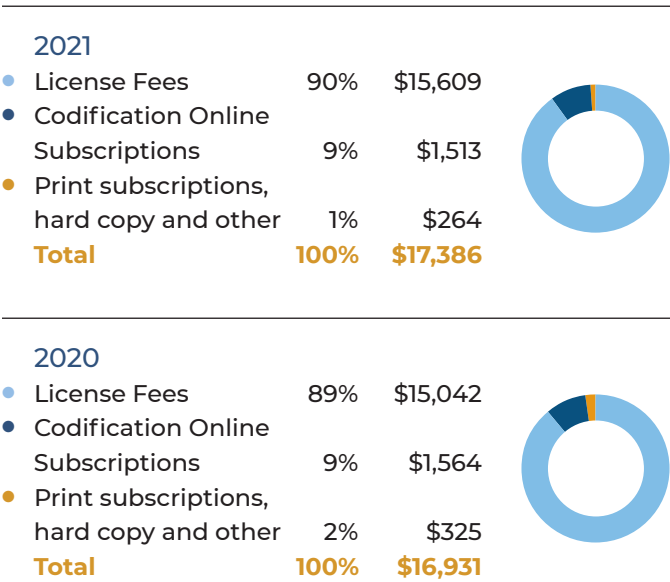 2021
License Fees 90% $15,609
Codification Online
Subscriptions 9% $1,513
Print subscriptions,
hard copy and other 1% $264
Total 100% $17,386
2020
License Fees 89% $15,042
Codification Online
Subscriptions 9% $1,564
Print subscriptions,
hard copy and other 2% $325
Total 100% $16,931